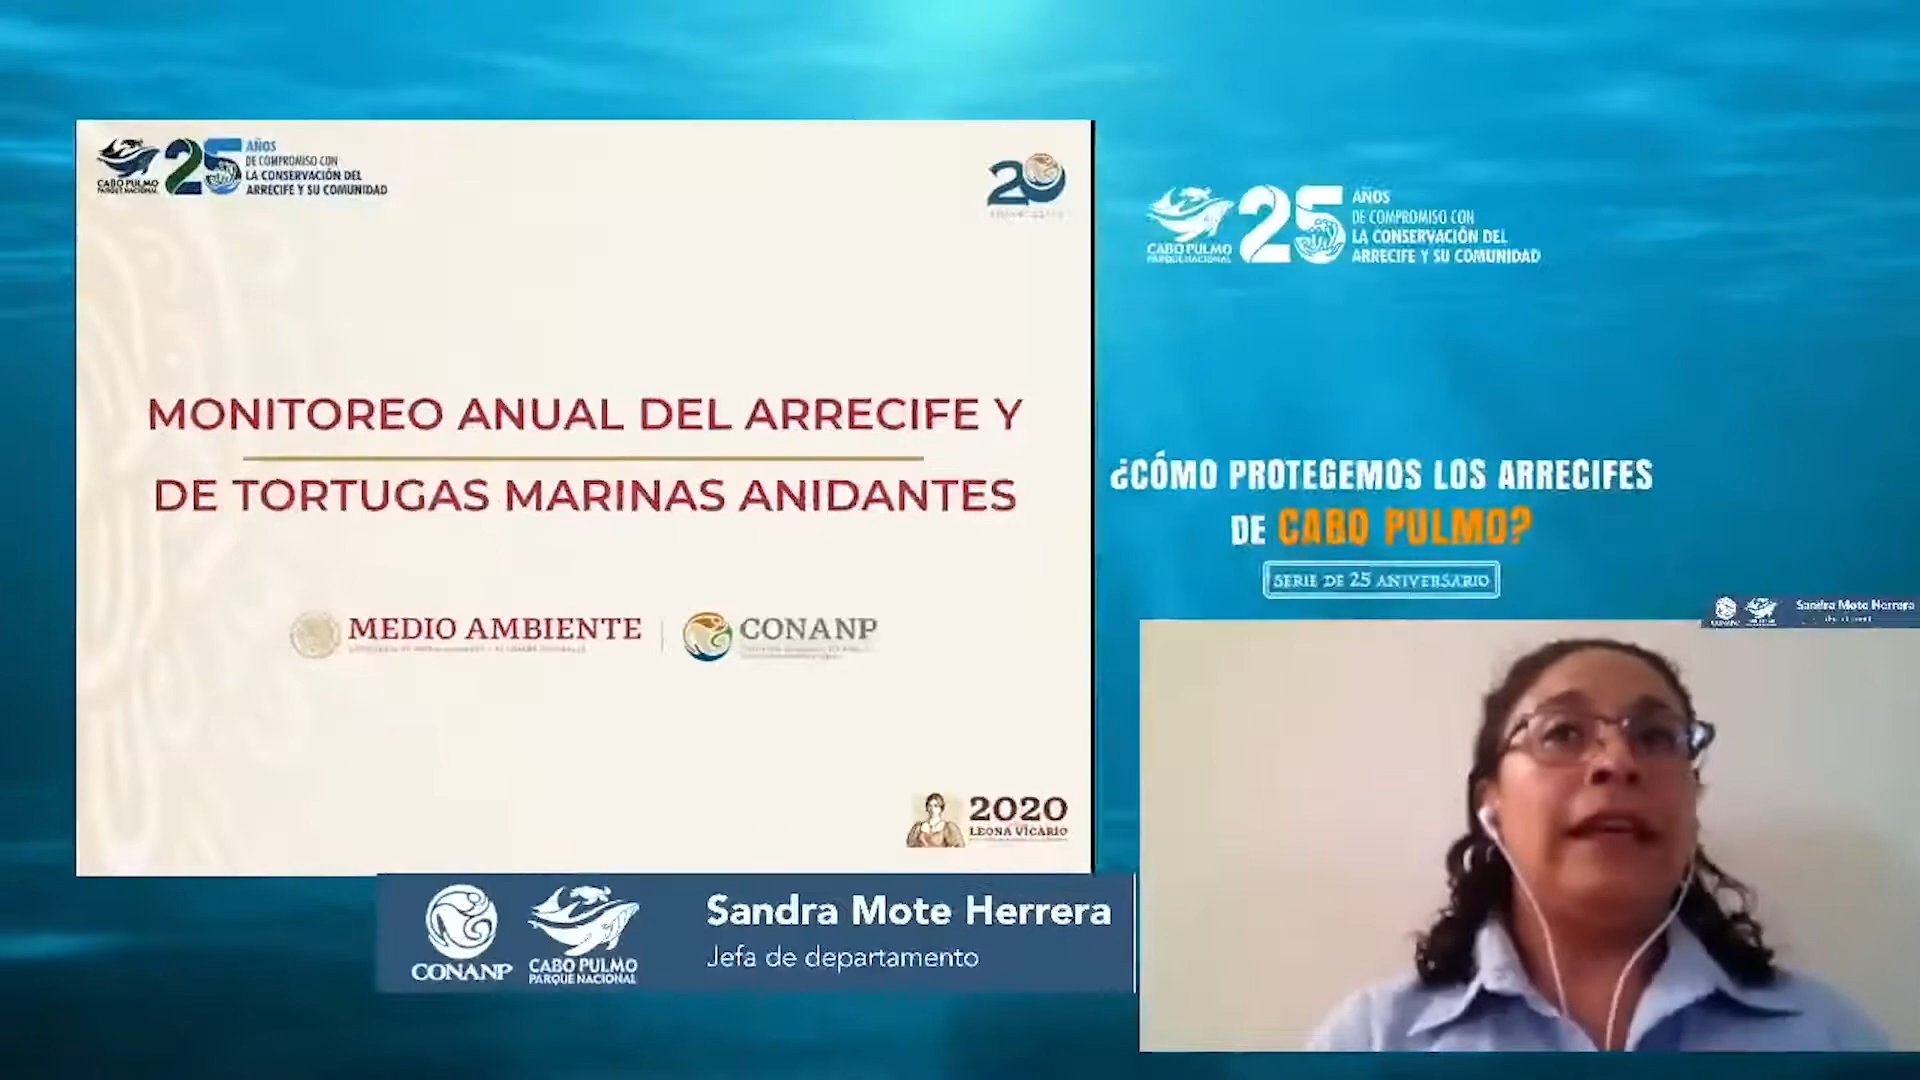 CABO PULMO
PARQUE NACIONAL
25
AÑOS
DE COMPROMISO CON
LA CONSERVACIÓN DEL
ARRECIFE Y SU COMUNIDAD
20
MONITOREO ANUAL DEL ARRECIFE Y
DE TORTUGAS MARINAS ANIDANTES
MEDIO AMBIENTE
CONANP
2020
LEONA VICARIO
CABO PULMO
PARQUE NACIONAL
25
AÑOS
DE COMPROMISO CON
LA CONSERVACIÓN DEL
ARRECIFE Y SU COMUNIDAD
¿CÓMO PROTEGEMOS LOS ARRECIFES
DE CABO PULMO?
SERIE DE 25 ANIVERSARIO
Sandra Mote Herrera
CONANP
CABO PULMO
PARQUE NACIONAL
Sandra Mote Herrera
Jefa de departamento